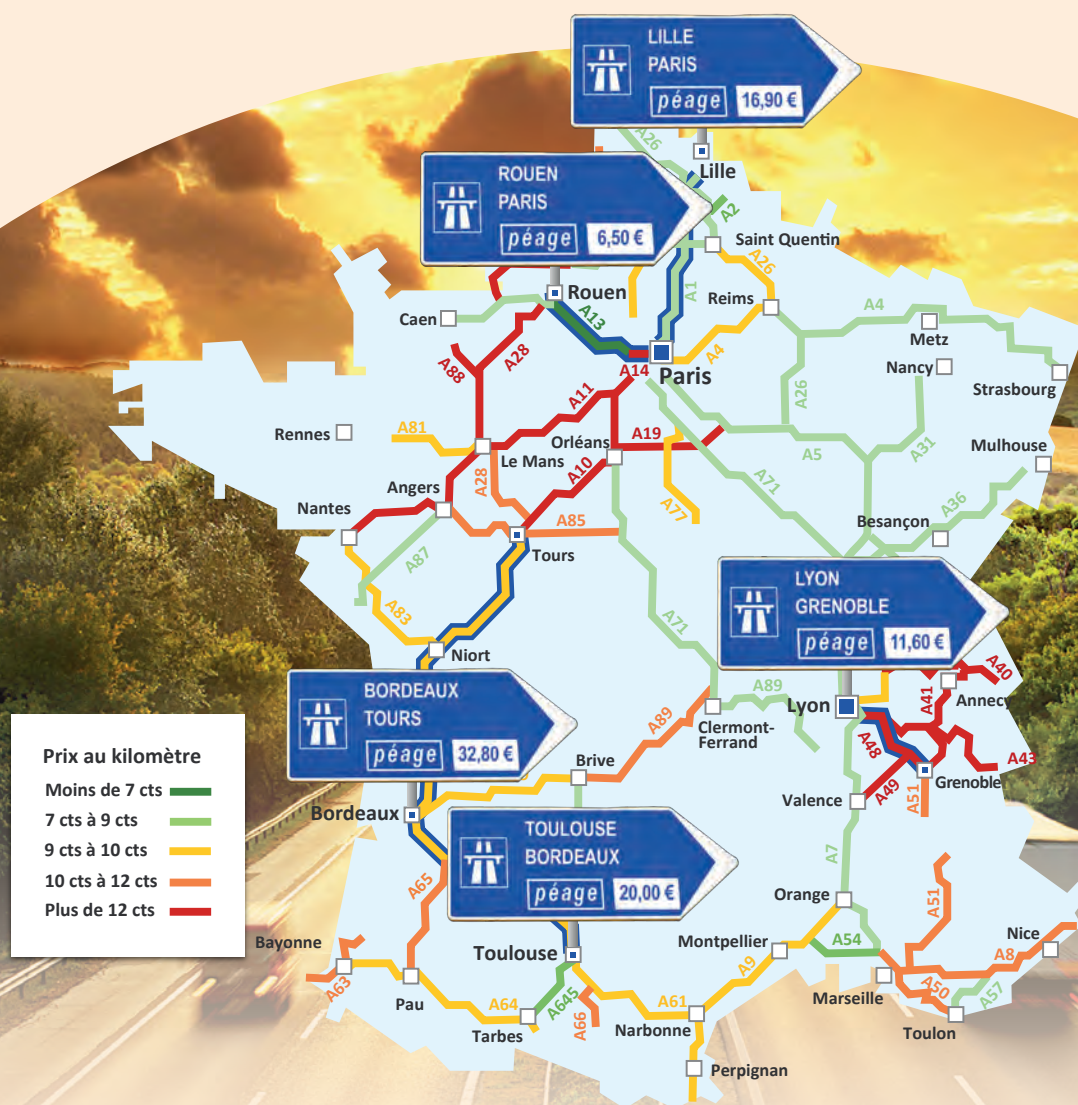 LILLE
PARIS
péage 16,90 €
A26
Lille
ROUEN
PARIS
péage 6,50 €
A2
Saint Quentin
A26
A1
Rouen
Reims
A4
Caen
A13
Metz
A28
A88
A4
A14
Paris
Nancy
Strasbourg
A26
A11
Rennes
A81
Orléans
A19
Le Mans
A5
A31
Mulhouse
A28
A10
A71
Angers
A36
Nantes
A77
Besançon
A85
Tours
A87
LYON
GRENOBLE
péage 11,60 €
A83
A71
Niort
BORDEAUX
TOURS
péage 32,80 €
A89
A40
A41
Annecy
Lyon
Clermont-
Ferrand
A89
A48
A43
Brive
Grenoble
A49
A51
Valence
Bordeaux
Prix au kilomètre
Moins de 7 cts
7 cts à 9 cts
9 cts à 10 cts
10 cts à 12 cts
Plus de 12 cts
TOULOUSE
BORDEAUX
péage 20,00 €
A7
A65
Orange
A51
Bayonne
Toulouse
Montpellier
A54
Nice
A8
A63
A9
Marseille
A50
A57
Pau
A64
A645
A61
Toulon
Tarbes
A66
Narbonne
Perpignan